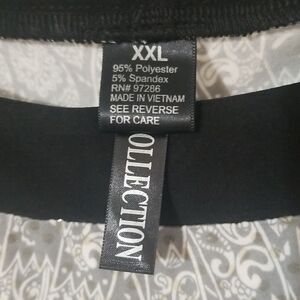 XXL
95% Polyester
5% Spandex
RN# 97286
MADE IN VIETNAM
SEE REVERSE
FOR CARE
OLLECTION